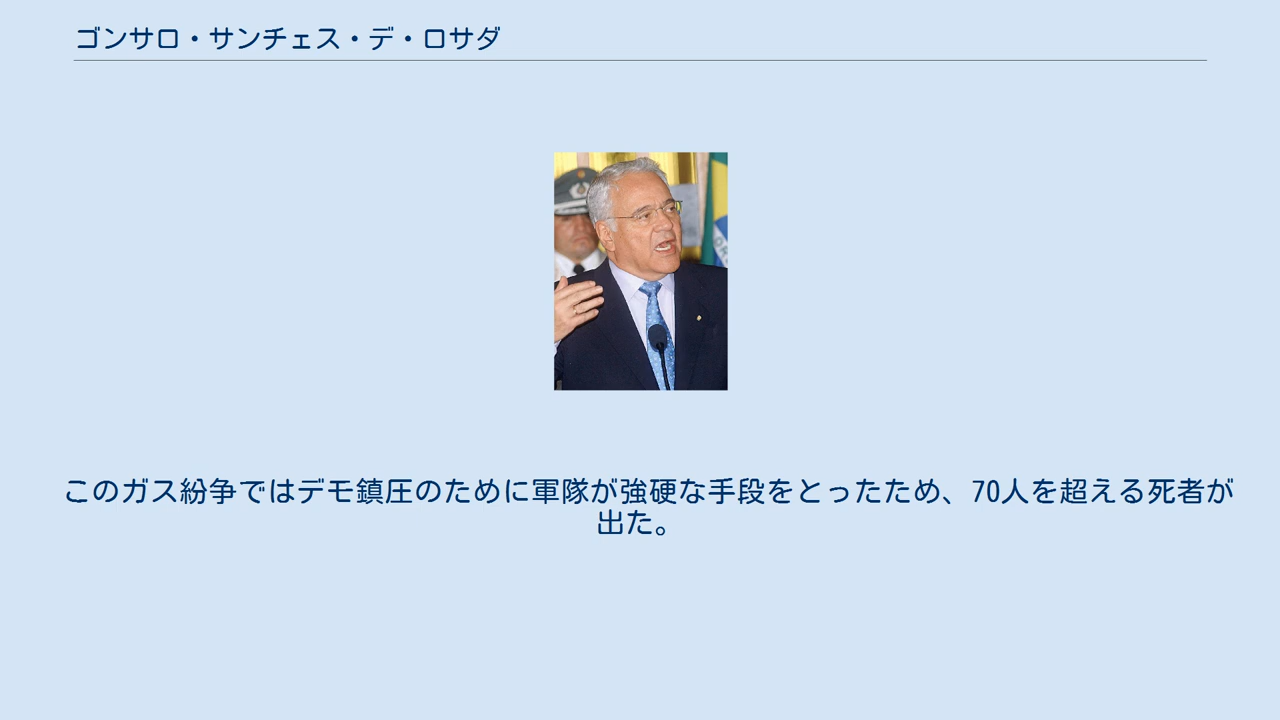 ゴンサロ・サンチェス・デ・ロサダ
このガス紛争ではデモ鎮圧のために軍隊が強硬な手段をとったため、70人を超える死者が
出た。